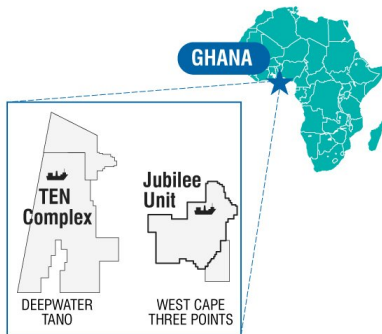 GHANA
TEN
Complex
Jubilee
Unit
DEEPWATER
TANO
WEST CAPE
THREE POINTS